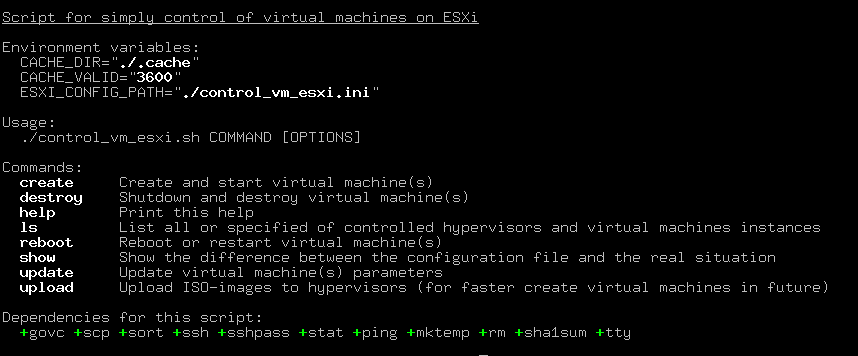 Script for simply control of virtual machines on ESXi
Environment variables:
CACHE_DIR="./.cache"
CACHE_VALID="3600"
ESXI_CONFIG_PATH="./control_vm_esxi.ini"
Usage:
./control_vm_esxi.sh COMMAND [OPTIONS]
Commands:
create Create and start virtual machine(s)
destroy Shutdown and destroy virtual machine(s)
help Print this help
ls List all or specified of controlled hypervisors and virtual machines instances
reboot Reboot or restart virtual machine(s)
show Show the difference between the configuration file and the real situation
update Update virtual machine(s) parameters
upload Upload ISO-images to hypervisors (for faster create virtual machines in future)
Dependencies for this script:
+govc +scp +sort +ssh +sshpass +stat +ping +mktemp +rm +sha1sum +tty